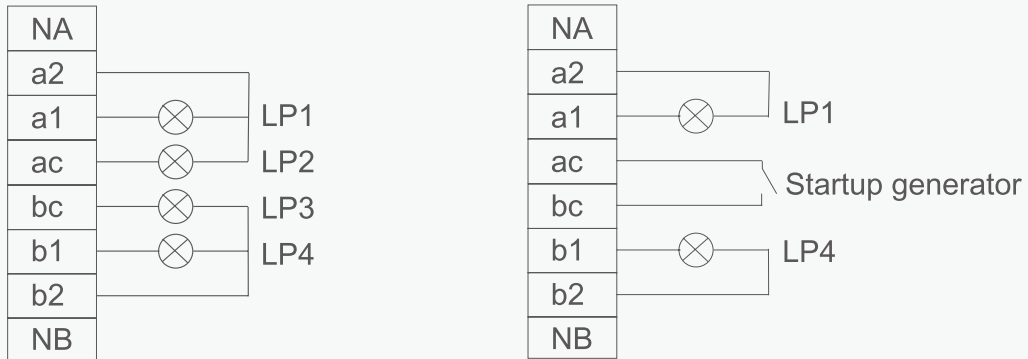 NA
a2
a1 LP1
ac LP2
bc LP3
b1 LP4
b2
NB
NA
a2
a1 LP1
ac
Startup generator
bc
b1 LP4
b2
NB